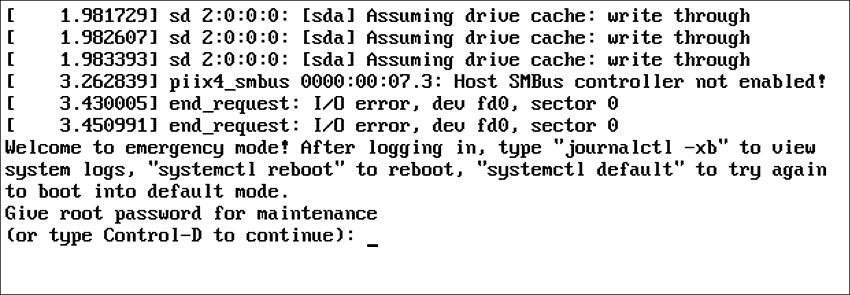 [    1.981729] sd 2:0:0:0: [sda] Assuming drive cache: write through
[    1.982607] sd 2:0:0:0: [sda] Assuming drive cache: write through
[    1.983393] sd 2:0:0:0: [sda] Assuming drive cache: write through
[    3.262839] piix4_smbus 0000:00:07.3: Host SMBus controller not enabled!
[    3.430005] end_request: I/O error, dev fd0, sector 0
[    3.450991] end_request: I/O error, dev fd0, sector 0
Welcome to emergency mode! After logging in, type "journalctl -xb" to view
system logs, "systemctl reboot" to reboot, "systemctl default" to try again
to boot into default mode.
Give root password for maintenance
(or type Control-D to continue): _